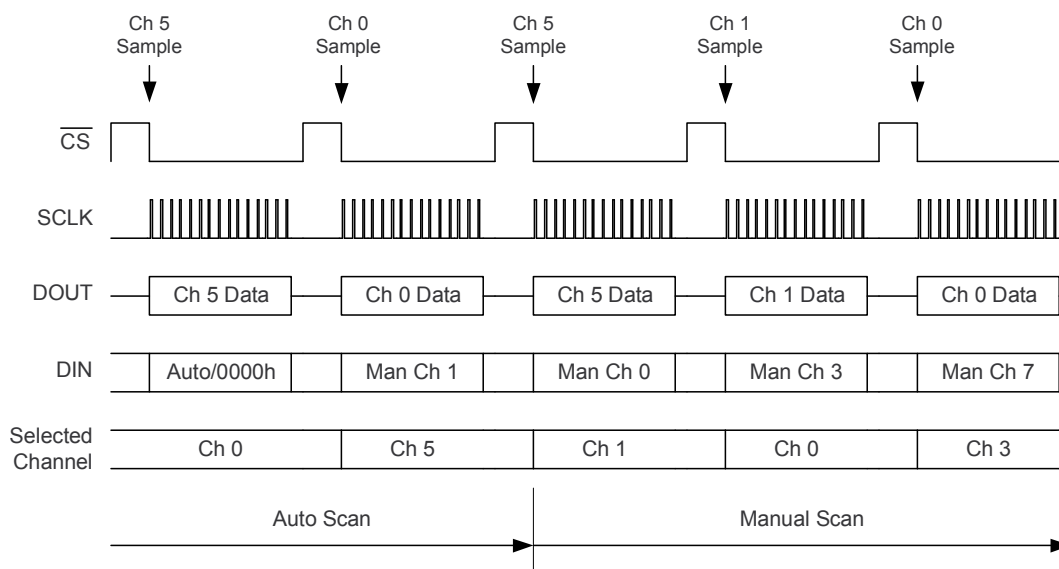 Ch 5 Sample
Ch 0 Sample
Ch 5 Sample
Ch 1 Sample
Ch 0 Sample
CS
SCLK
DOUT
Ch 5 Data
Ch 0 Data
Ch 5 Data
Ch 1 Data
Ch 0 Data
DIN
Auto/0000h
Man Ch 1
Man Ch 0
Man Ch 3
Man Ch 7
Selected Channel
Ch 0
Ch 5
Ch 1
Ch 0
Ch 3
Auto Scan
Manual Scan